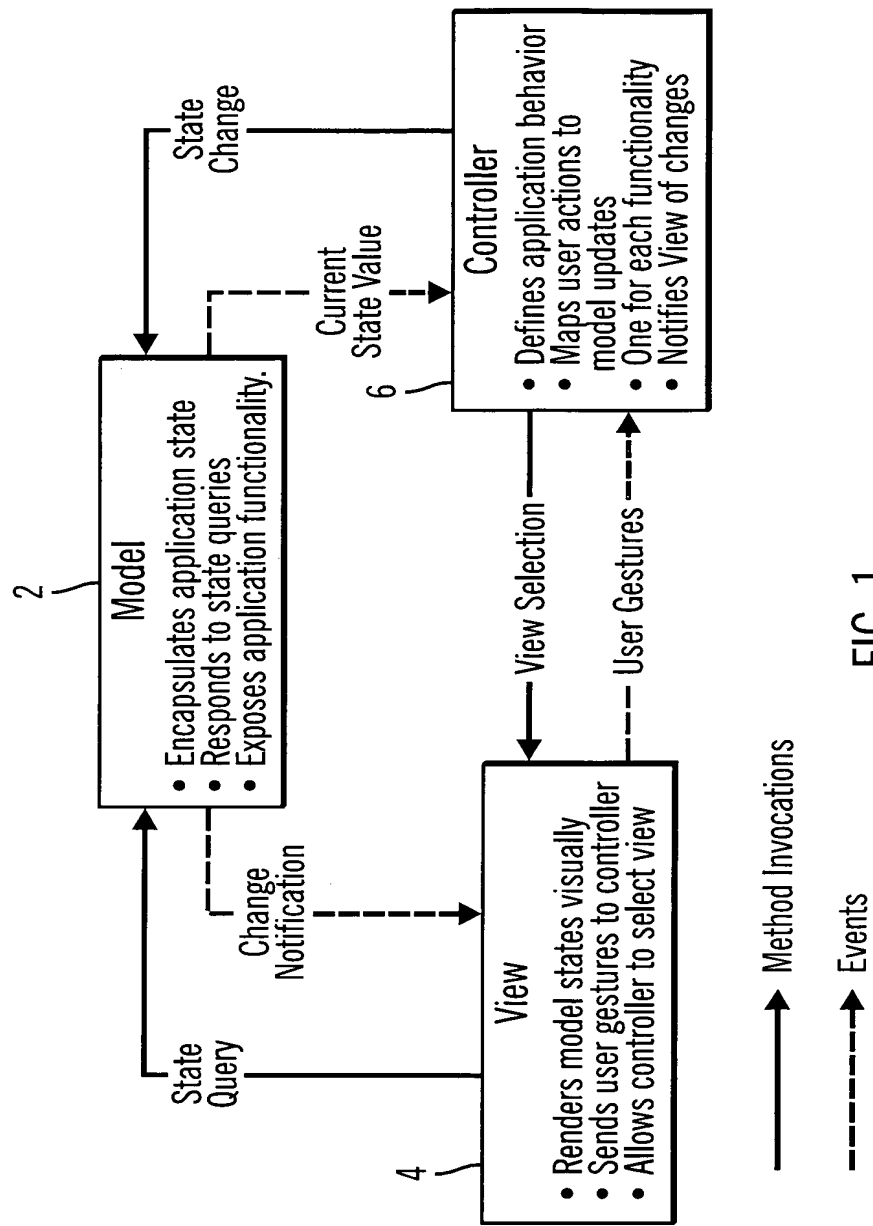 2
Model
• Encapsulates application state
• Responds to state queries
• Exposes application functionality.
State
Query
Change
Notification
Current
State Value
State
Change
4
View
• Renders model states visually
• Sends user gestures to controller
• Allows controller to select view
View Selection
User Gestures
6
Controller
• Defines application behavior
• Maps user actions to
model updates
• One for each functionality
• Notifies View of changes
Method Invocations
Events
FIG. 1